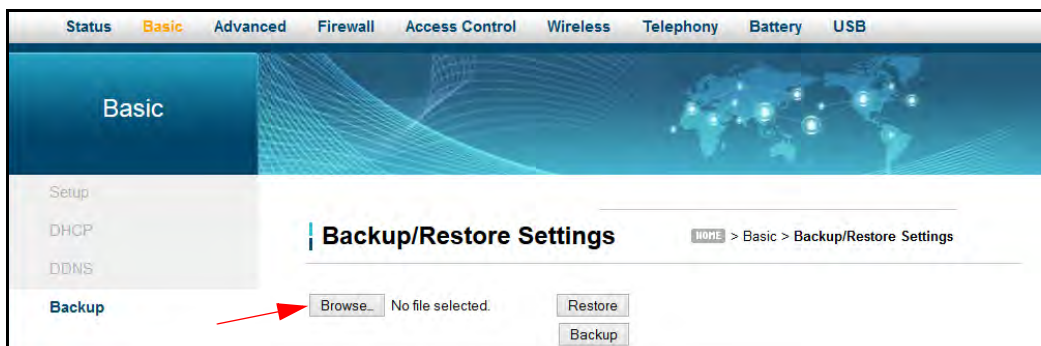 Status Basic Advanced Firewall Access Control Wireless Telephony Battery USB
Basic
Setup
DHCP
DDNS
Backup
Backup/Restore Settings
HOME > Basic > Backup/Restore Settings
Browse_ No file selected. Restore
Backup